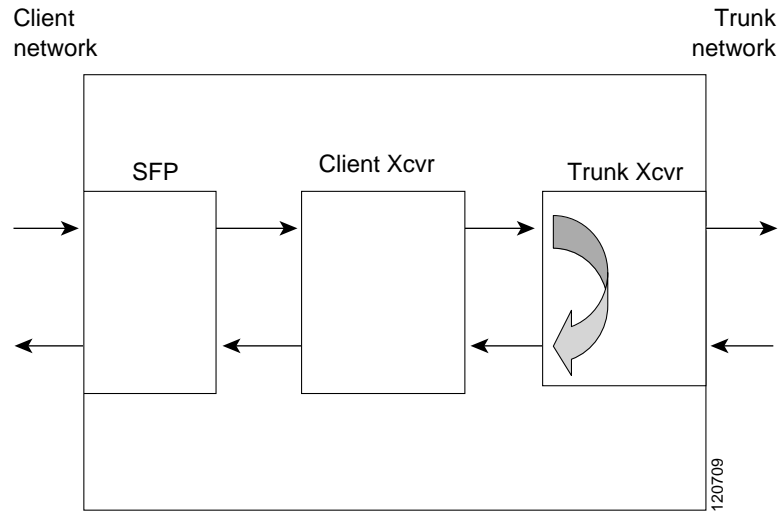 Client
network
Trunk
network
SFP
Client Xcvr
Trunk Xcvr
120709